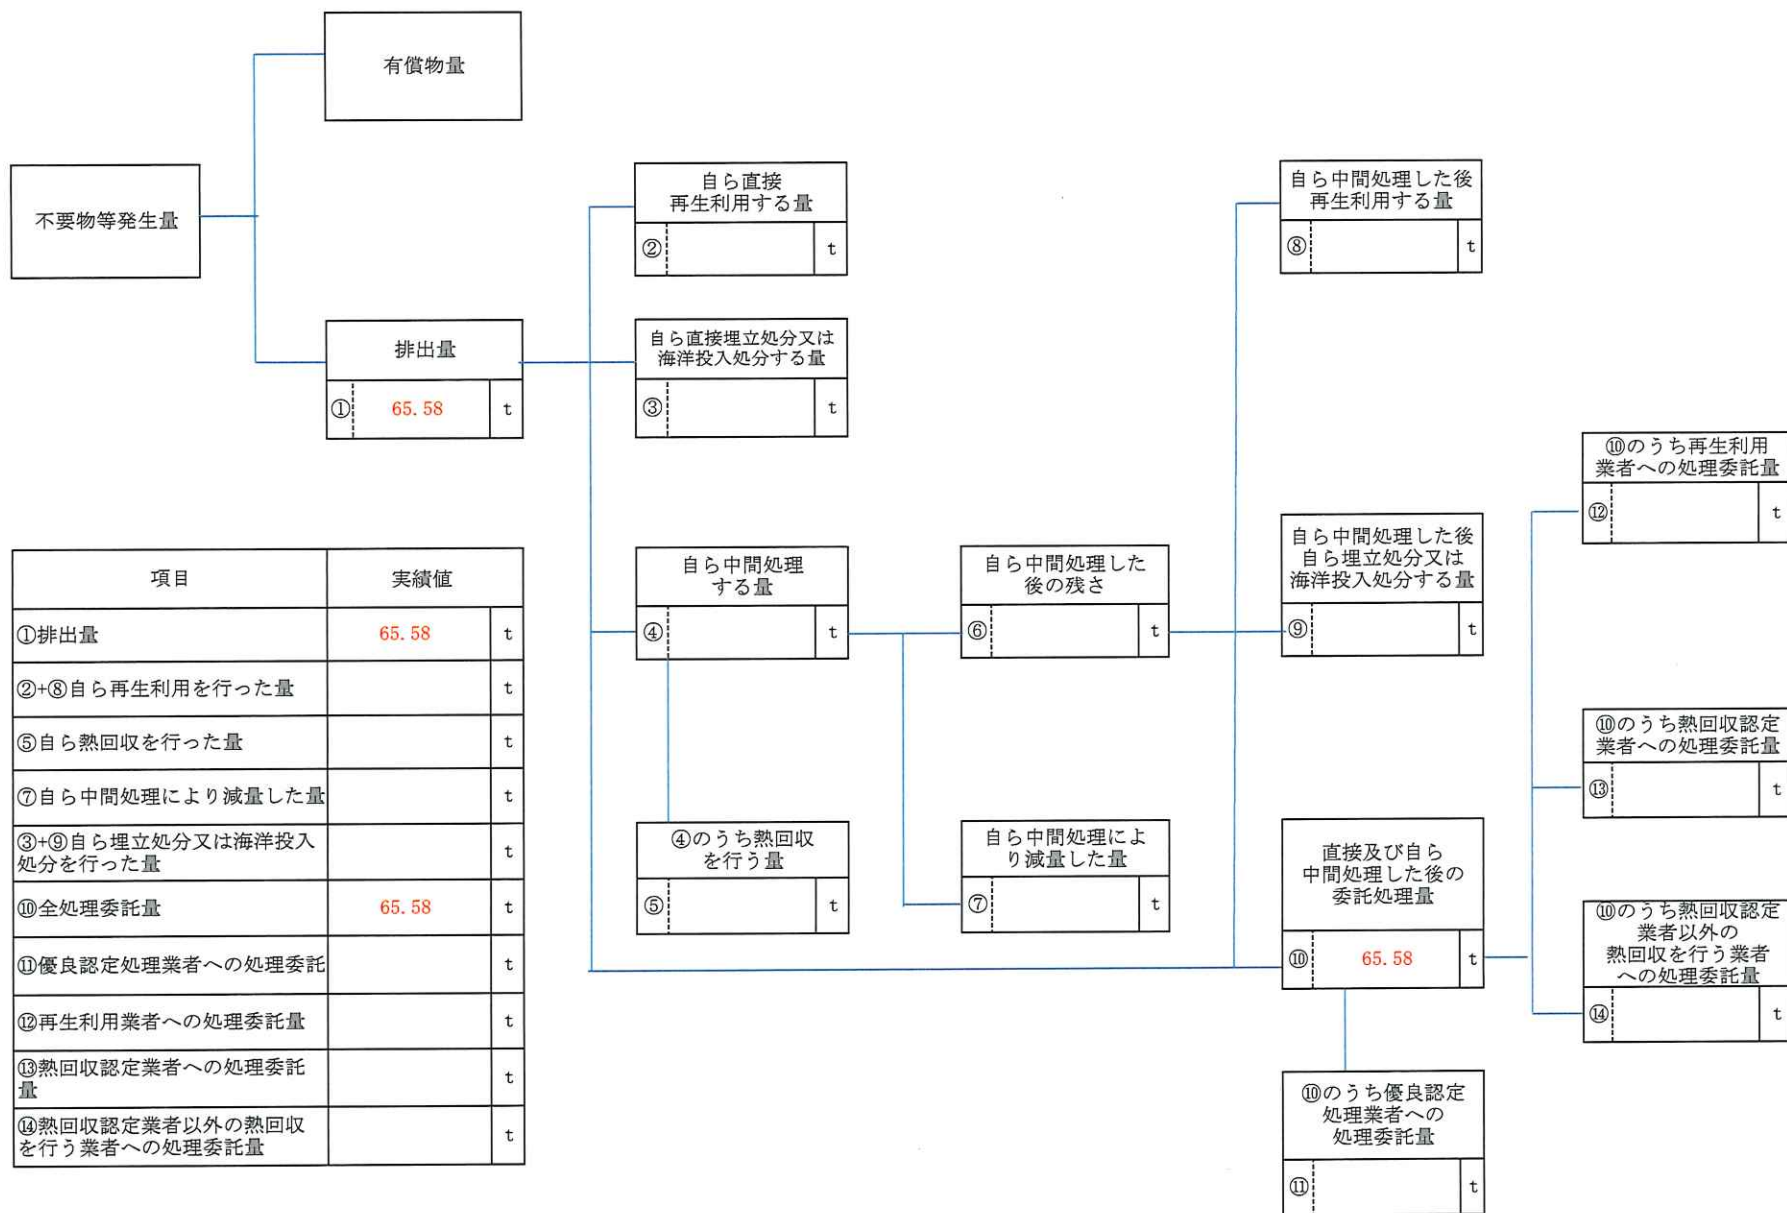 有償物量
不要物等発生量
排出量
① 65.58 t
自ら直接
再生利用する量
② t
自ら直接埋立処分又は
海洋投入処分する量
③ t
自ら中間処理
する量
④ t
④のうち熱回収
を行う量
⑤ t
自ら中間処理した
後の残さ
⑥ t
自ら中間処理によ
り減量した量
⑦ t
自ら中間処理した後
再生利用する量
⑧ t
自ら中間処理した後
自ら埋立処分又は
海洋投入処分する量
⑨ t
直接及び自ら
中間処理した後の
委託処理量
⑩ 65.58 t
⑩のうち優良認定
処理業者への
処理委託量
⑪ t
⑩のうち再生利用
業者への処理委託量
⑫ t
⑩のうち熱回収認定
業者への処理委託量
⑬ t
⑩のうち熱回収認定
業者以外の
熱回収を行う業者
への処理委託量
⑭ t
項目 実績値
①排出量 65.58 t
②+⑧自ら再生利用を行った量 t
⑤自ら熱回収を行った量 t
⑦自ら中間処理により減量した量 t
③+⑨自ら埋立処分又は海洋投入
処分を行った量 t
⑩全処理委託量 65.58 t
⑪優良認定処理業者への処理委託 t
⑫再生利用業者への処理委託量 t
⑬熱回収認定業者への処理委託
量 t
⑭熱回収認定業者以外の熱回収
を行う業者への処理委託量 t